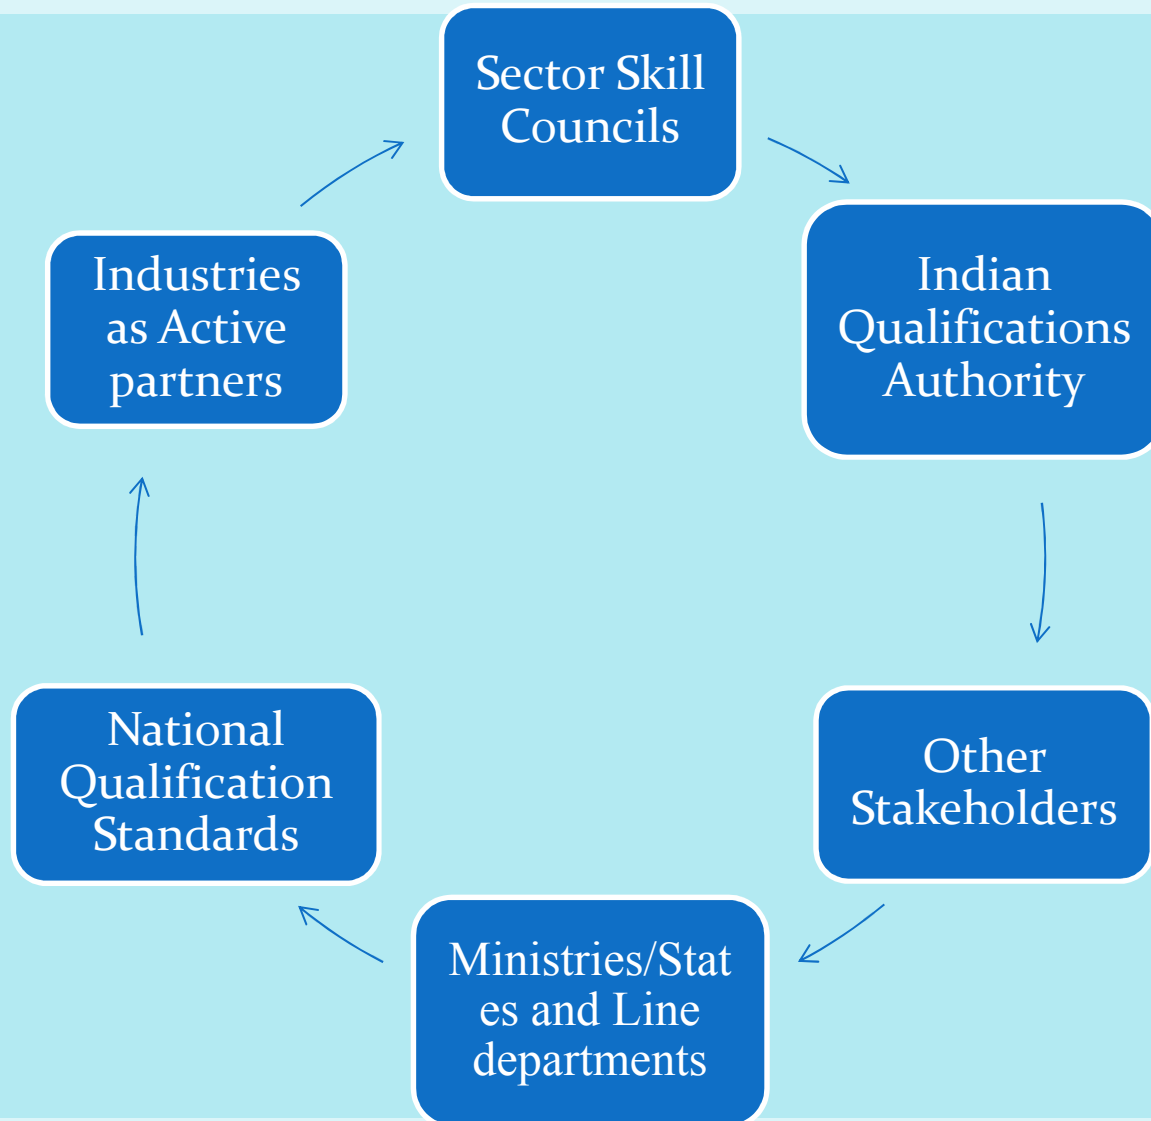 Sector Skill
Councils
Indian
Qualifications
Authority
Other
Stakeholders
Ministries/Stat
es and Line
departments
National
Qualification
Standards
Industries
as Active
partners